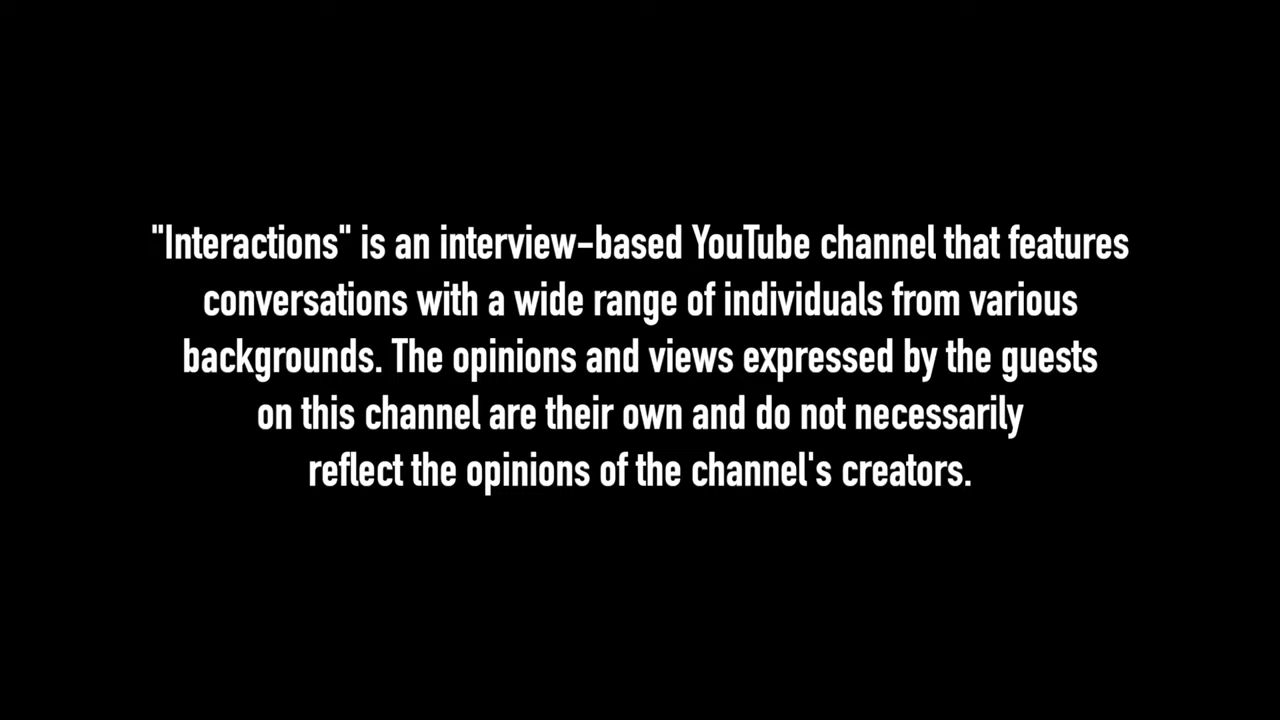 "Interactions" is an interview-based YouTube channel that features
conversations with a wide range of individuals from various
backgrounds. The opinions and views expressed by the guests
on this channel are their own and do not necessarily
reflect the opinions of the channel's creators.